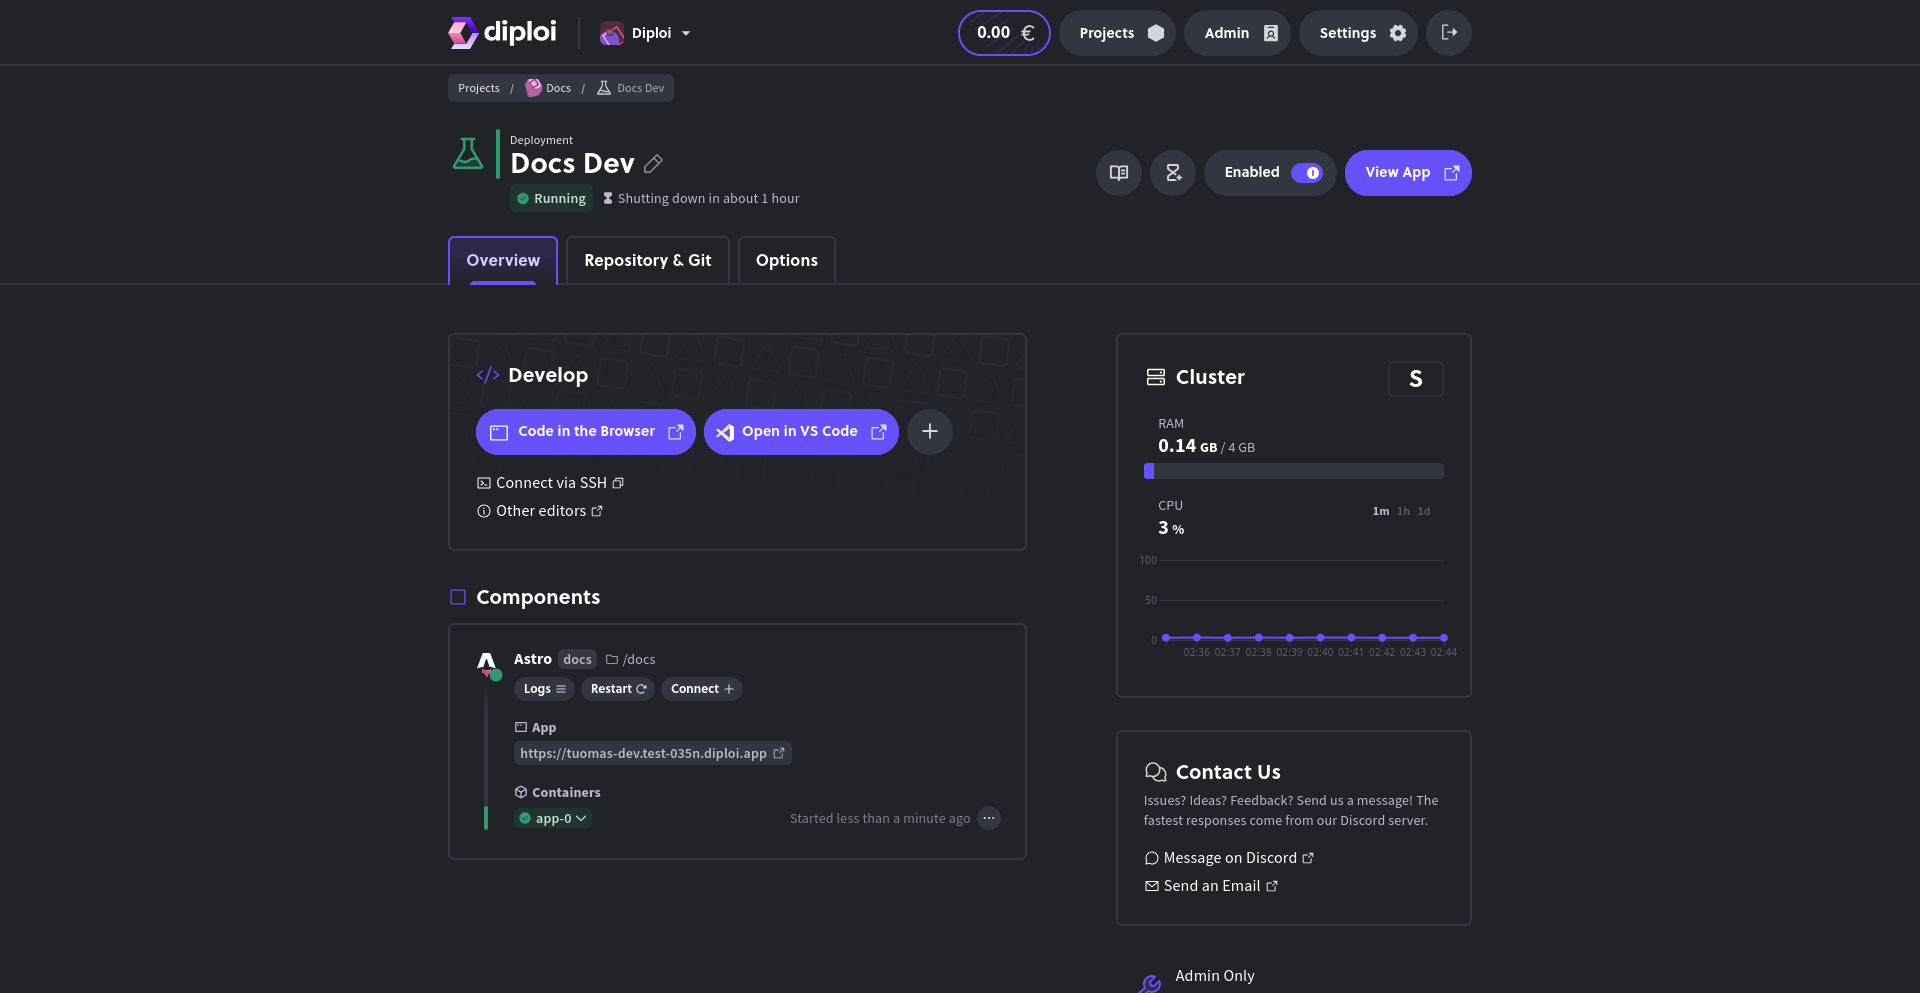 diploi
Diploi
0.00 €
Projects
Admin
Settings
Projects / Docs / Docs Dev
Deployment
Docs Dev
Running
Shutting down in about 1 hour
Enabled
View App
Overview
Repository & Git
Options
</> Develop
Code in the Browser
Open in VS Code
Connect via SSH
Other editors
Components
Astro docs /docs
Logs
Restart
Connect
App
https://tuomas-dev.test-035n.diploi.app
Containers
app-0
Started less than a minute ago
Cluster
S
RAM
0.14 GB / 4 GB
CPU
1m 1h 1d
3 %
100
50
0
02:36 02:37 02:38 02:39 02:40 02:41 02:42 02:43 02:44
Contact Us
Issues? Ideas? Feedback? Send us a message! The
fastest responses come from our Discord server.
Message on Discord
Send an Email
Admin Only